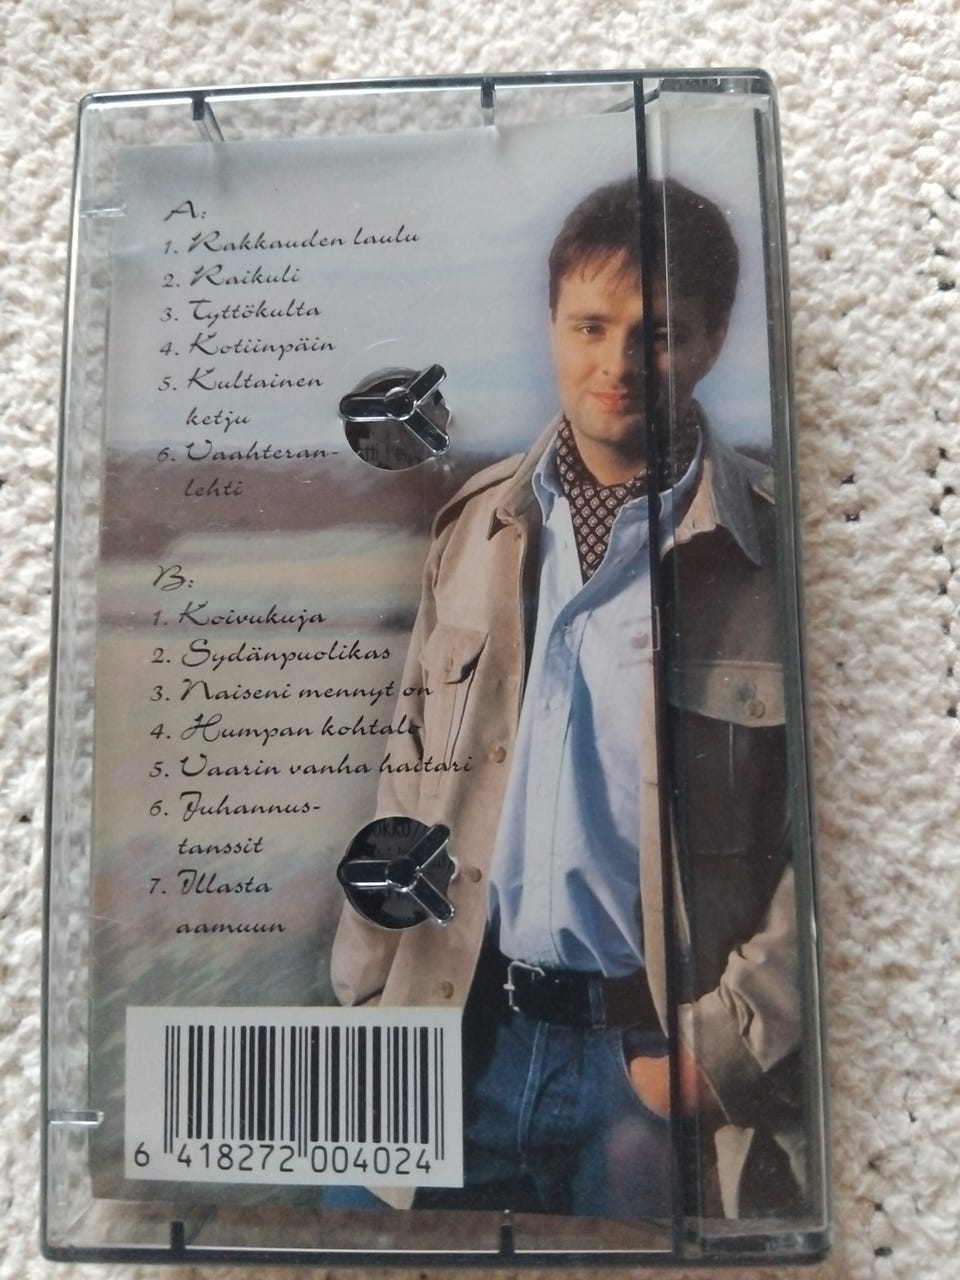 A:
1. Rakkauden laulu
2. Raikuli
3. Tyttökulta
4. Kotiinpäin
5. Kultainen
ketju
6. Vaahteran-
lehti
B:
1. Koivukuja
2. Sydänpuolikas
3. Naiseni mennyt on
4. Humpan kohtalo
5. Vaarin vanha haitari
6. Juhannus-
tanssit
7. Illasta
aamuun
6 418272 004024